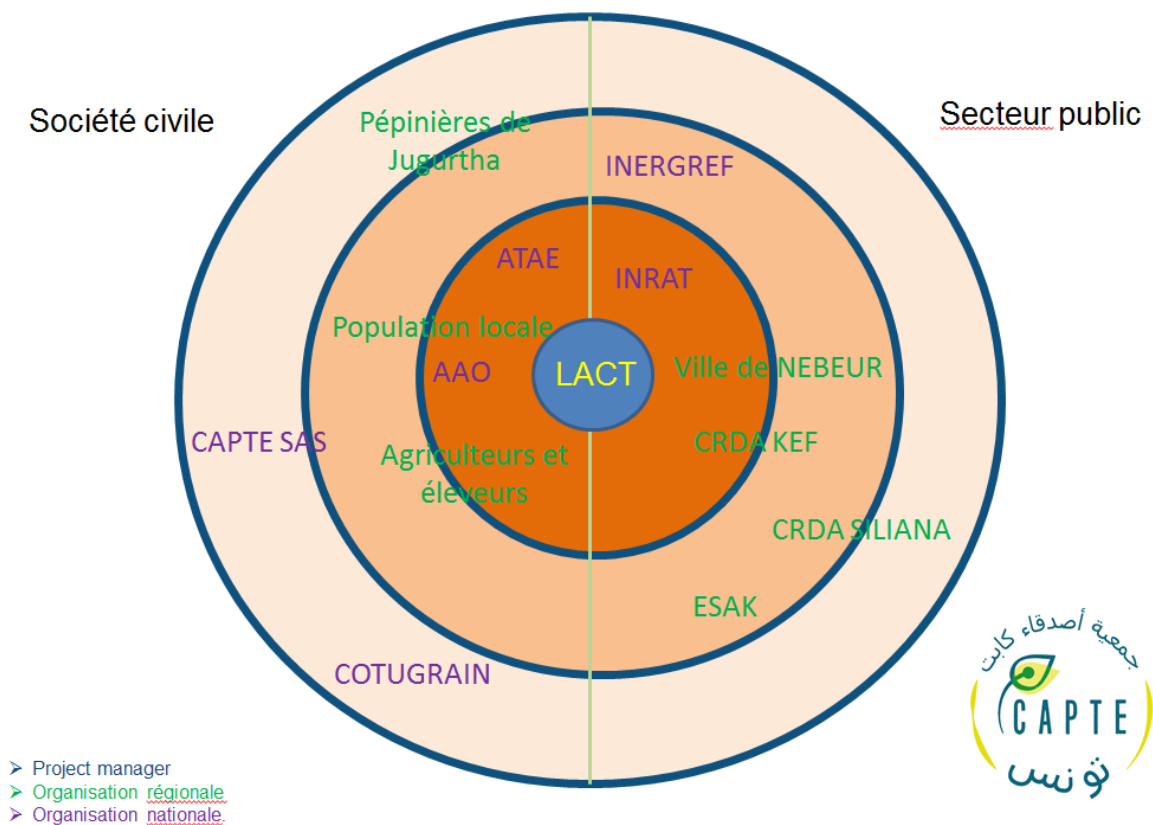 Société civile
Secteur public
Pépinières de
Jugurtha
INERGREF
ATAE
INRAT
Population locale
AAO
LACT
Ville de NEBEUR
CAPTE SAS
CRDA KEF
Agriculteurs et
éleveurs
CRDA SILIANA
ESAK
COTUGRAIN
جمعية أصدقاء كابت
CAPTE
تونس
➢ Project manager
➢ Organisation régionale
➢ Organisation nationale.